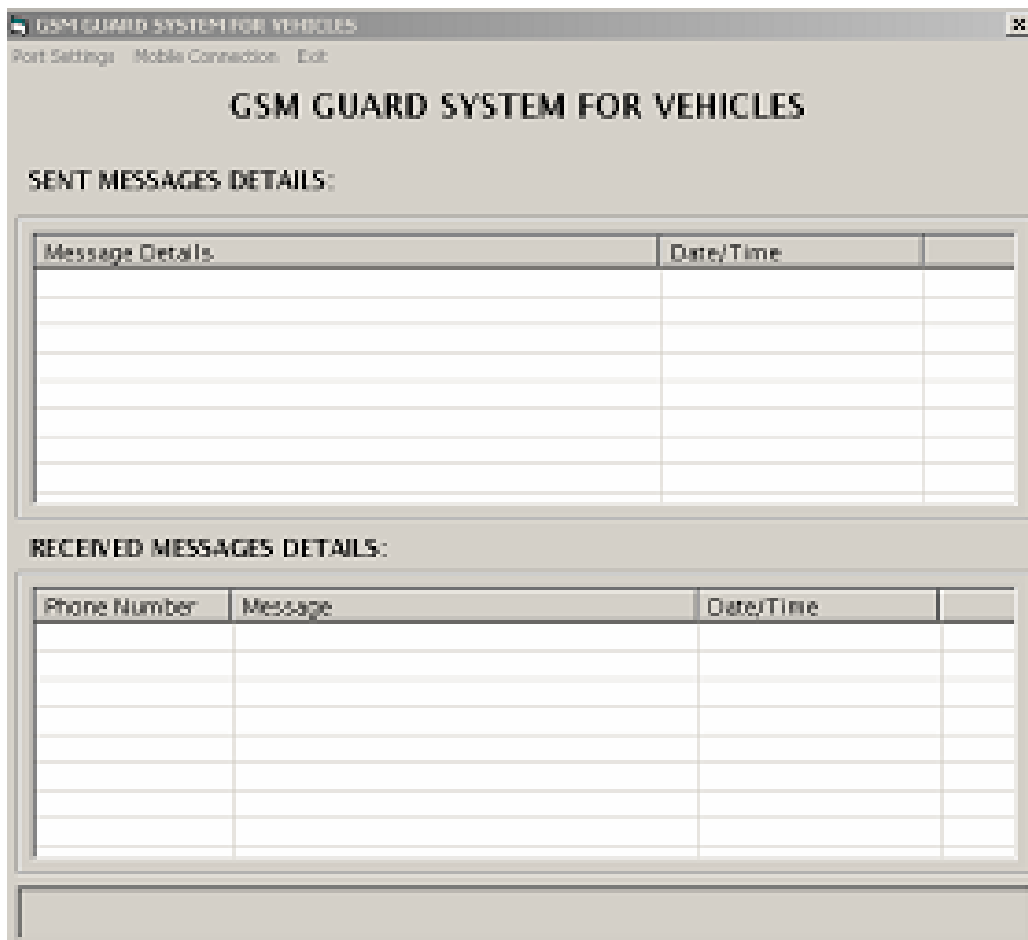 GSM GUARD SYSTEM FOR VEHICLES
Port Settings Mobile Connection Exit
GSM GUARD SYSTEM FOR VEHICLES
SENT MESSAGES DETAILS:
Message Details Date/Time
RECEIVED MESSAGES DETAILS:
Phone Number Message Date/Time